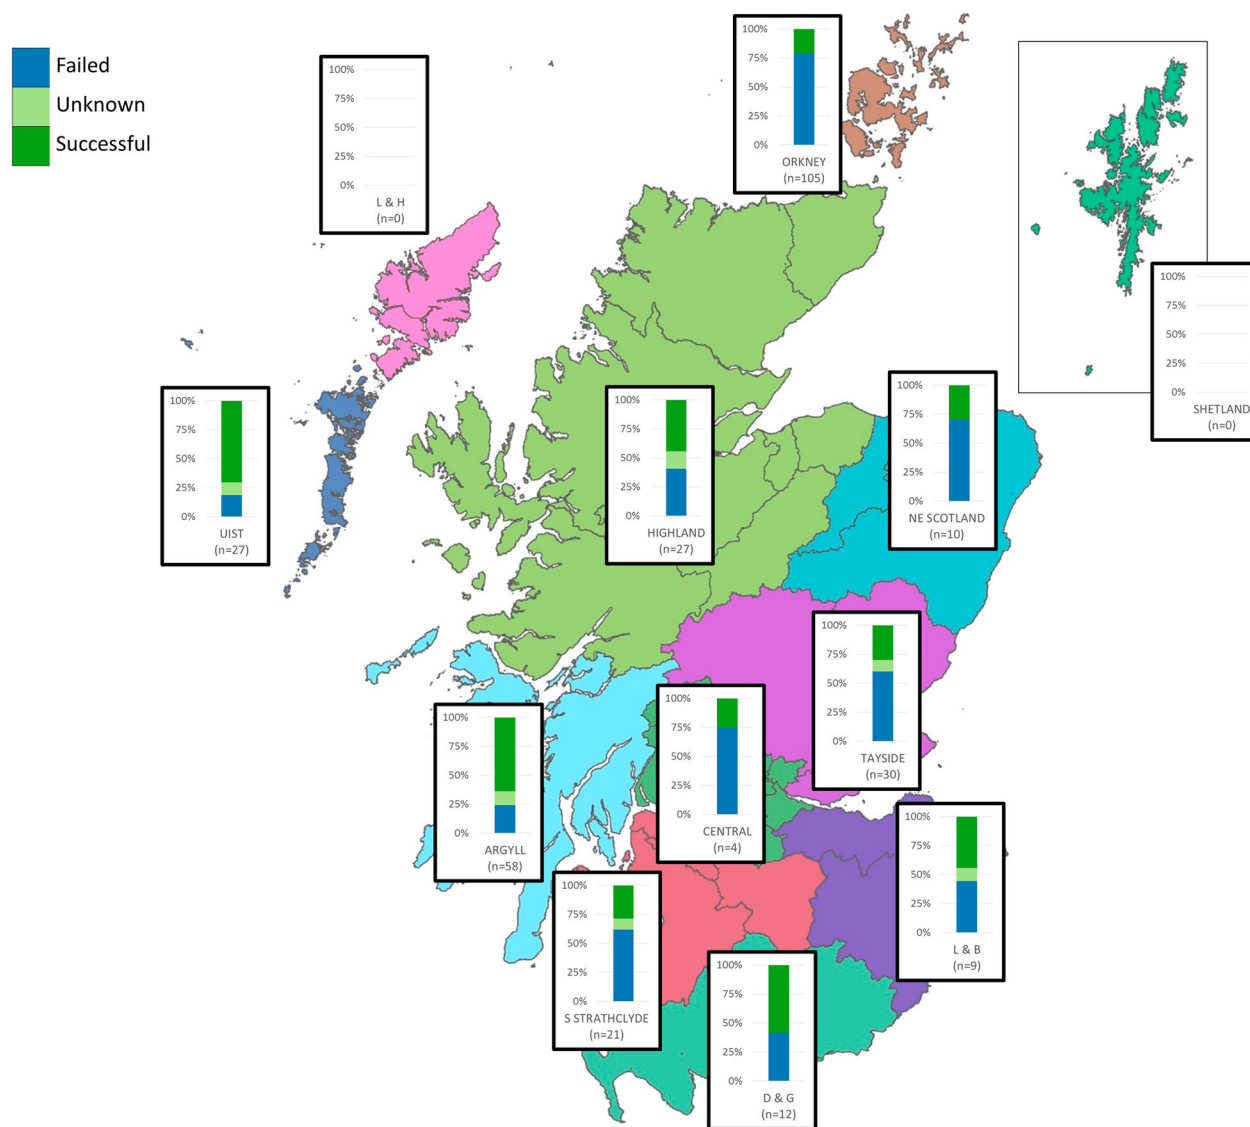 Failed
Unknown
Successful
100%
75%
50%
25%
0%
L & H
(n=0)
100%
75%
50%
25%
0%
ORKNEY
(n=105)
100%
75%
50%
25%
0%
SHETLAND
(n=0)
100%
75%
50%
25%
0%
UIST
(n=27)
100%
75%
50%
25%
0%
HIGHLAND
(n=27)
100%
75%
50%
25%
0%
NE SCOTLAND
(n=10)
100%
75%
50%
25%
0%
TAYSIDE
(n=30)
100%
75%
50%
25%
0%
ARGYLL
(n=58)
100%
75%
50%
25%
0%
CENTRAL
(n=4)
100%
75%
50%
25%
0%
L & B
(n=9)
100%
75%
50%
25%
0%
S STRATHCLYDE
(n=21)
100%
75%
50%
25%
0%
D & G
(n=12)